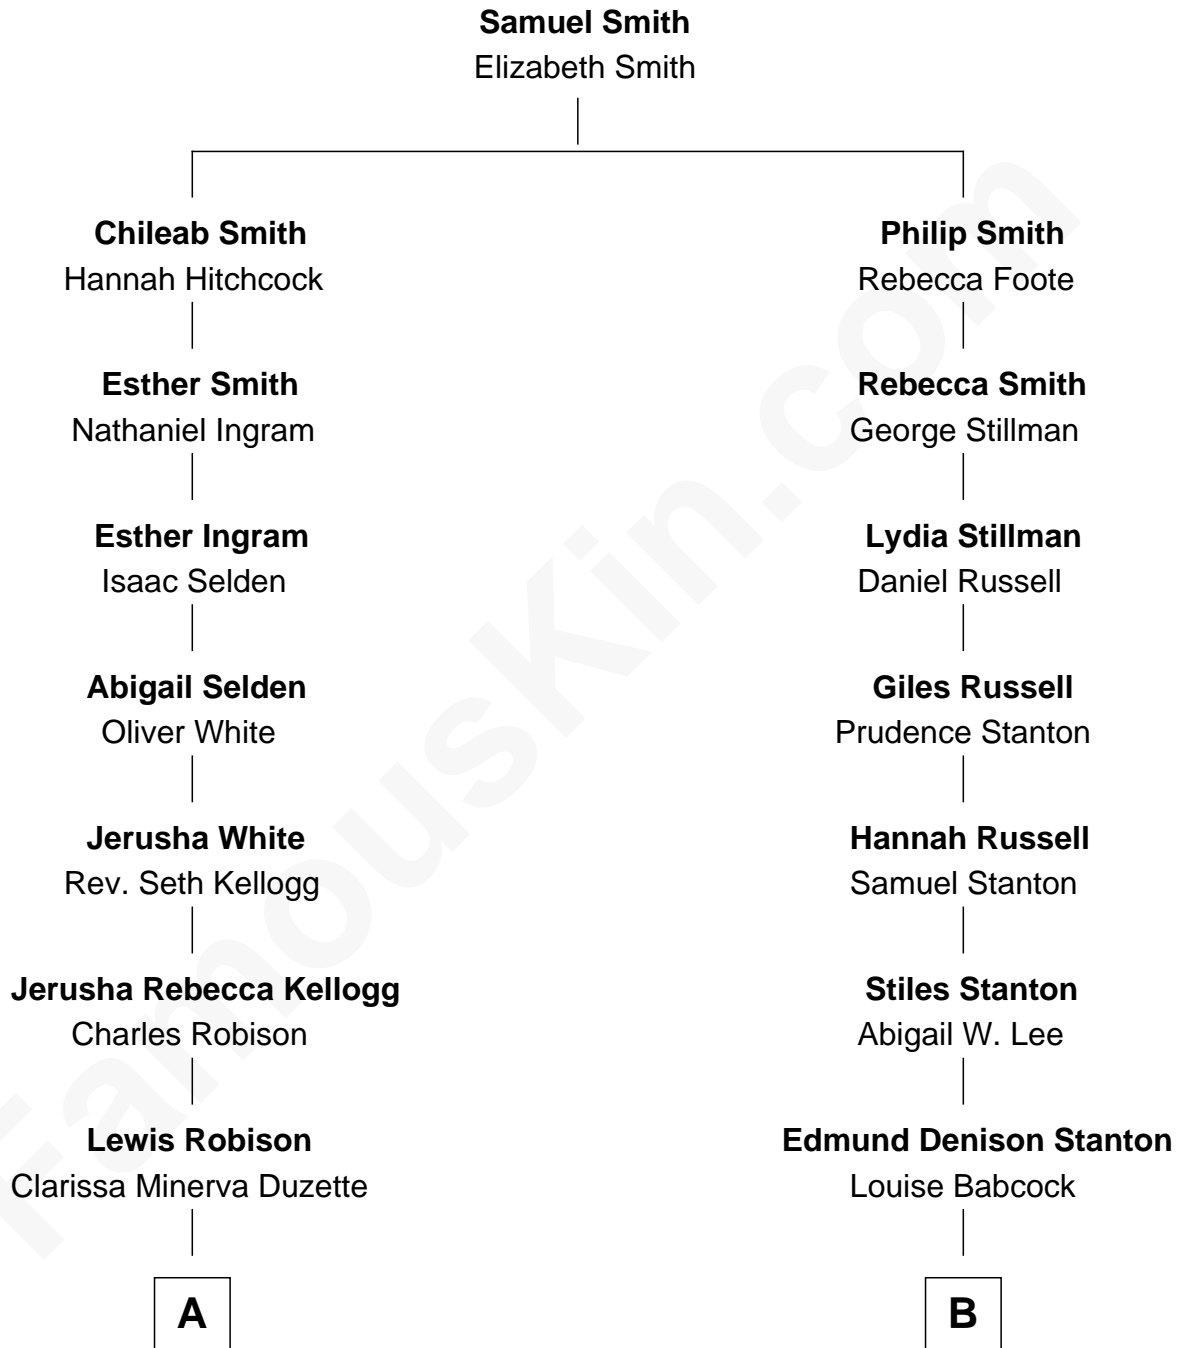 Samuel Smith
Elizabeth Smith
Chileab Smith
Hannah Hitchcock
Philip Smith
Rebecca Foote
Esther Smith
Nathaniel Ingram
Rebecca Smith
George Stillman
Esther Ingram
Isaac Selden
Lydia Stillman
Daniel Russell
Abigail Selden
Oliver White
Giles Russell
Prudence Stanton
Jerusha White
Rev. Seth Kellogg
Hannah Russell
Samuel Stanton
Jerusha Rebecca Kellogg
Charles Robison
Stiles Stanton
Abigail W. Lee
Lewis Robison
Clarissa Minerva Duzette
Edmund Denison Stanton
Louise Babcock
A
B
FamousKin.com